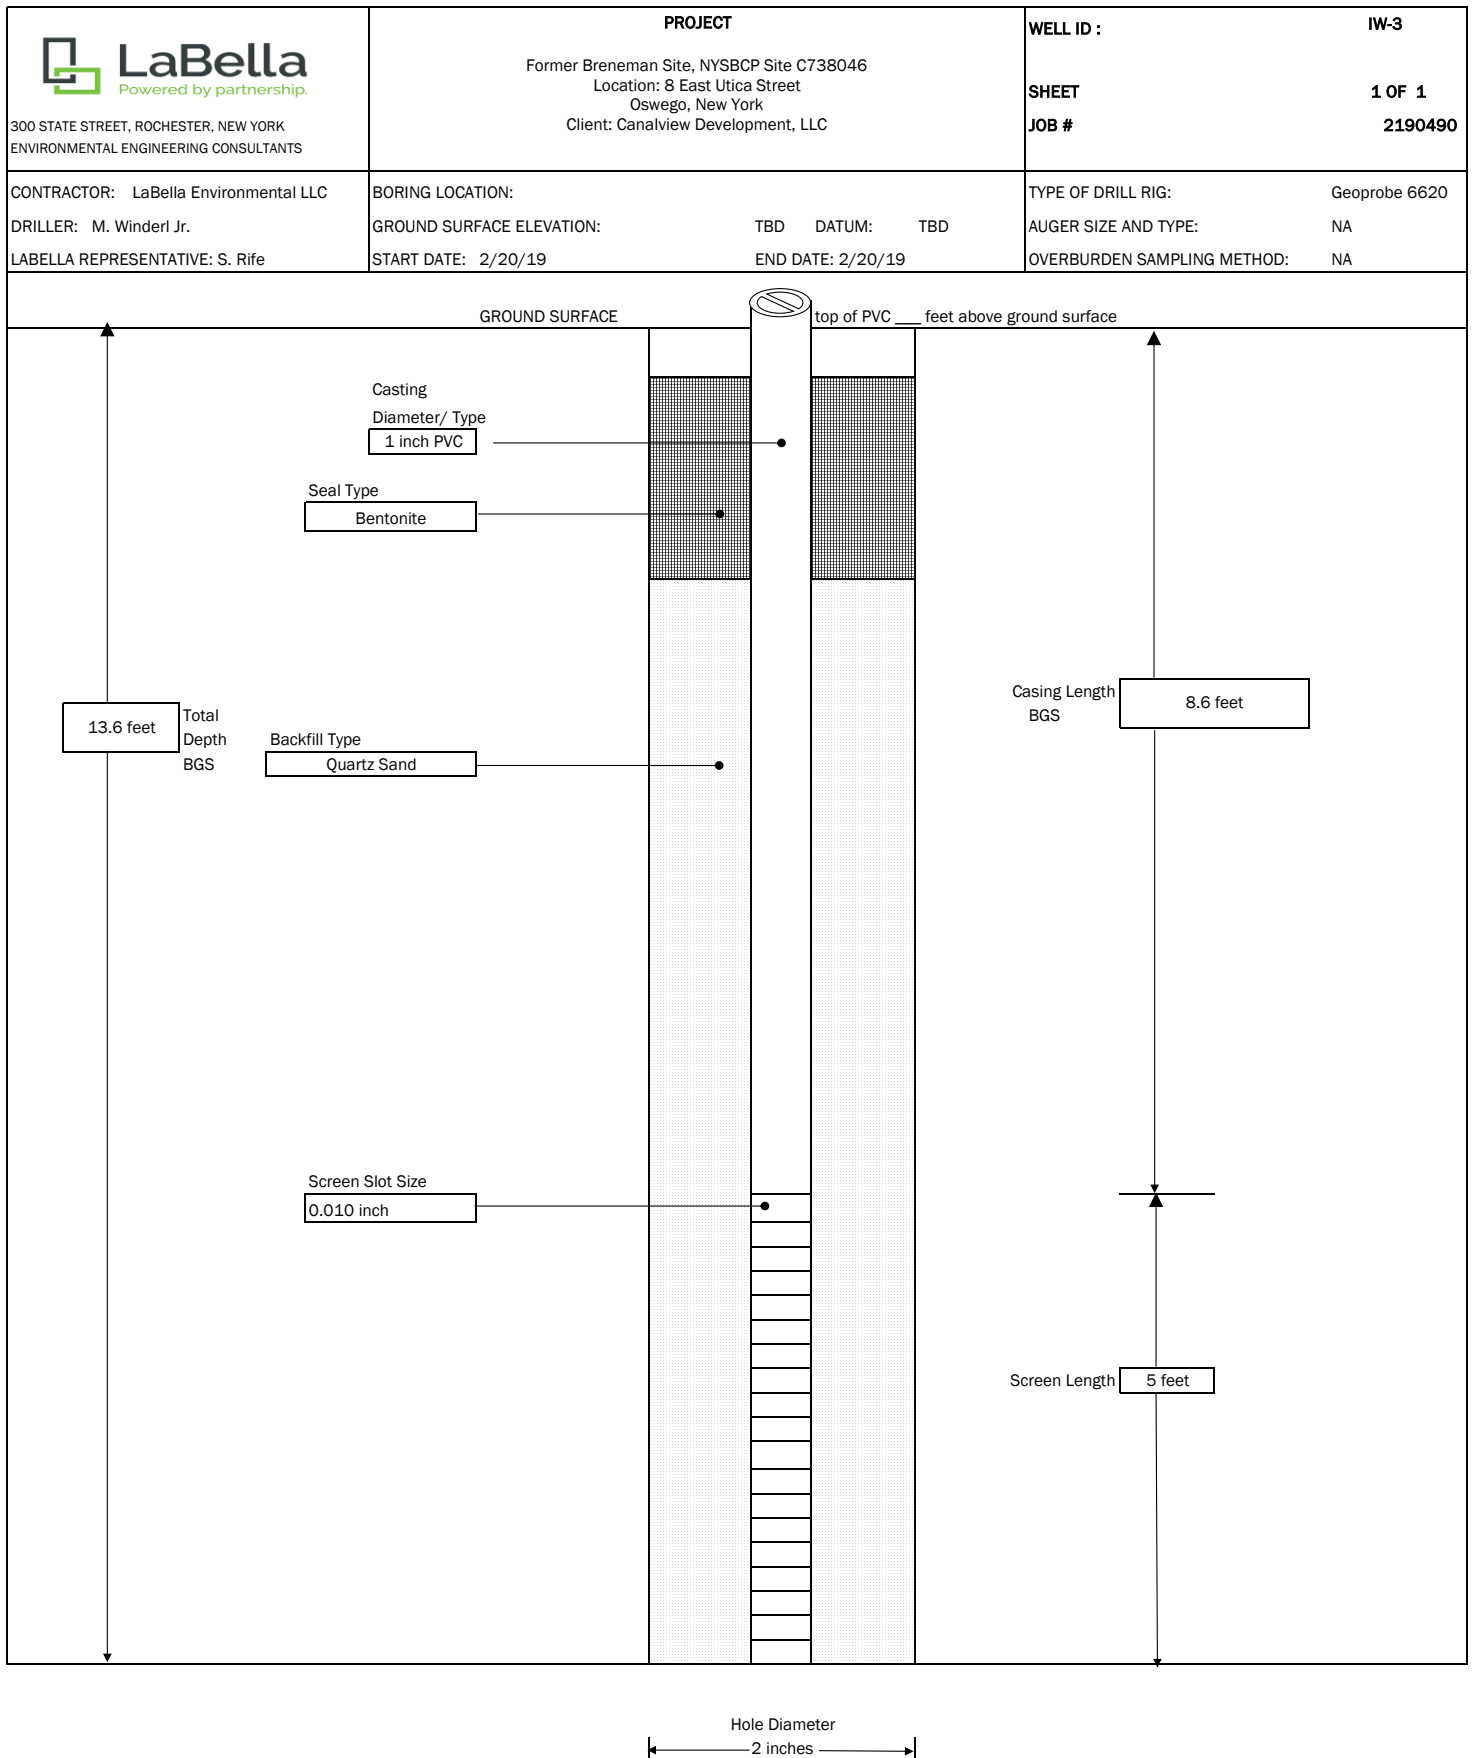 LaBella
Powered by partnership.
300 STATE STREET, ROCHESTER, NEW YORK
ENVIRONMENTAL ENGINEERING CONSULTANTS
PROJECT
Former Breneman Site, NYSBCP Site C738046
Location: 8 East Utica Street
Oswego, New York
Client: Canalview Development, LLC
WELL ID : IW-3
SHEET 1 OF 1
JOB # 2190490
CONTRACTOR: LaBella Environmental LLC
DRILLER: M. Winderl Jr.
LABELLA REPRESENTATIVE: S. Rife
BORING LOCATION:
GROUND SURFACE ELEVATION: TBD DATUM: TBD
START DATE: 2/20/19 END DATE: 2/20/19
TYPE OF DRILL RIG: Geoprobe 6620
AUGER SIZE AND TYPE: NA
OVERBURDEN SAMPLING METHOD: NA
GROUND SURFACE
top of PVC ___ feet above ground surface
Casting
Diameter/ Type
1 inch PVC
Seal Type
Bentonite
Casing Length
BGS
8.6 feet
13.6 feet
Total
Depth
BGS
Backfill Type
Quartz Sand
Screen Slot Size
0.010 inch
Screen Length
5 feet
Hole Diameter
2 inches